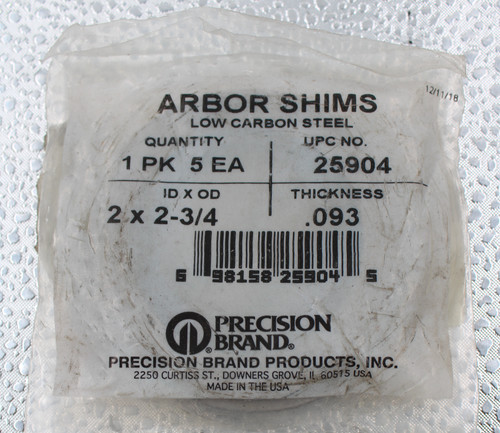 12/11/18
ARBOR SHIMS
LOW CARBON STEEL
QUANTITY UPC NO.
1 PK 5 EA 25904
ID X OD THICKNESS
2 x 2-3/4 .093
6 98158 25904 5
PRECISION
BRAND®
PRECISION BRAND PRODUCTS, INC.
2250 CURTISS ST., DOWNERS GROVE, IL 60515 USA
MADE IN THE USA